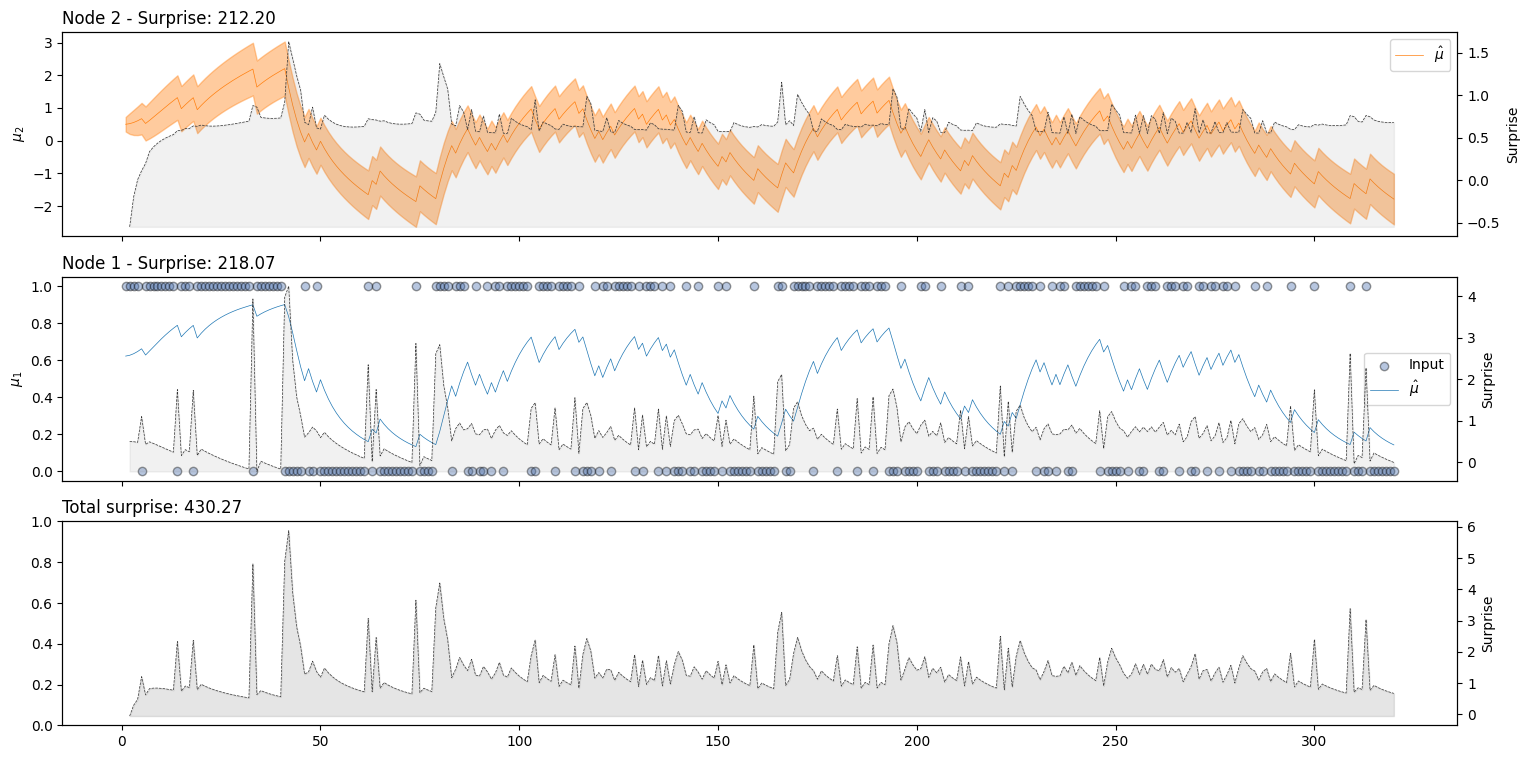 Node 2 - Surprise: 212.20
3
2
1
0
−1
−2
μ2
μ̂
1.5
1.0
0.5
0.0
−0.5
Surprise
Node 1 - Surprise: 218.07
1.0
0.8
0.6
0.4
0.2
0.0
μ1
Input
μ̂
4
3
2
1
0
Surprise
Total surprise: 430.27
1.0
0.8
0.6
0.4
0.2
0.0
6
5
4
3
2
1
0
Surprise
0 50 100 150 200 250 300